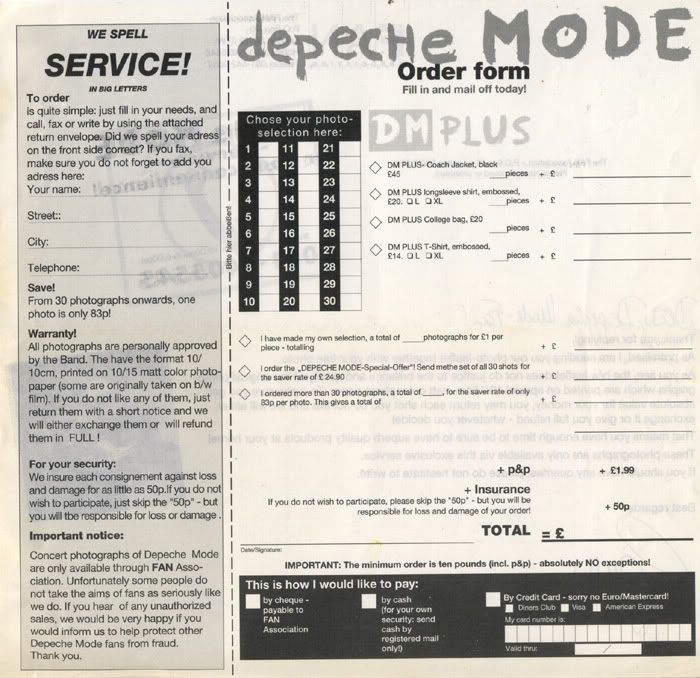 WE SPELL
SERVICE!
IN BIG LETTERS
To order
is quite simple: just fill in your needs, and
call, fax or write by using the attached
return envelope. Did we spell your adress
on the front side correct? If you fax,
make sure you do not forget to add you
adress here:
Your name:
Street::
City:
Telephone:
Save!
From 30 photographs onwards, one
photo is only 83p!
Warranty!
All photographs are personally approved
by the Band. The have the format 10/
10cm, printed on 10/15 matt color photo-
paper (some are originally taken on b/w
film). If you do not like any of them, just
return them with a short notice and we
will either exchange them or will refund
them in FULL!
For your security:
We insure each consignement against loss
and damage for as little as 50p.If you do not
wish to participate, just skip the "50p" - but
you will tbe responsible for loss or damage.
Important notice:
Concert photographs of Depeche Mode
are only available through FAN Asso-
ciation. Unfortunately some people do
not take the aims of fans as seriously like
we do. If you hear of any unauthorized
sales, we would be very happy if you
would inform us to help protect other
Depeche Mode fans from fraud.
Thank you.
Bitte hier abbeißen!
depeche MODE
Order form
Fill in and mail off today!
Chose your photo-
selection here:
1 11 21
2 12 22
3 13 23
4 14 24
5 15 25
6 16 26
7 17 27
8 18 28
9 19 29
10 20 30
DM PLUS
DM PLUS- Coach Jacket, black
£45 pieces + £
DM PLUS longsleeve shirt, embossed,
£20. ☐ L ☐ XL pieces + £
DM PLUS College bag, £20
pieces + £
DM PLUS T-Shirt, embossed,
£14. ☐ L ☐ XL pieces + £
I have made my own selection, a total of ____ photographs for £1 per
piece - totalling + £
I order the „DEPECHE MODE-Special-Offer"! Send methe set of all 30 shots for
the saver rate of £ 24.90 + £
I ordered more than 30 photographs, a total of ____, for the saver rate of only
83p per photo. This gives a total of + £
+ p&p + £1.99
+ Insurance
If you do not wish to participate, please skip the "50p" - but you will be
responsible for loss and damage of your order! + 50p
TOTAL = £
Date/Signature:
IMPORTANT: The minimum order is ten pounds (incl. p&p) - absolutely NO exceptions!
This is how I would like to pay:
by cheque -
payable to
FAN
Association
by cash
(for your own
security: send
cash by
registered mail
only!)
By Credit Card - sorry no Euro/Mastercard!
Diners Club Visa American Express
My card number is:
Valid thru: